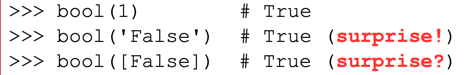 >>> bool(1)         # True
>>> bool('False')   # True (surprise!)
>>> bool([False])   # True (surprise?)